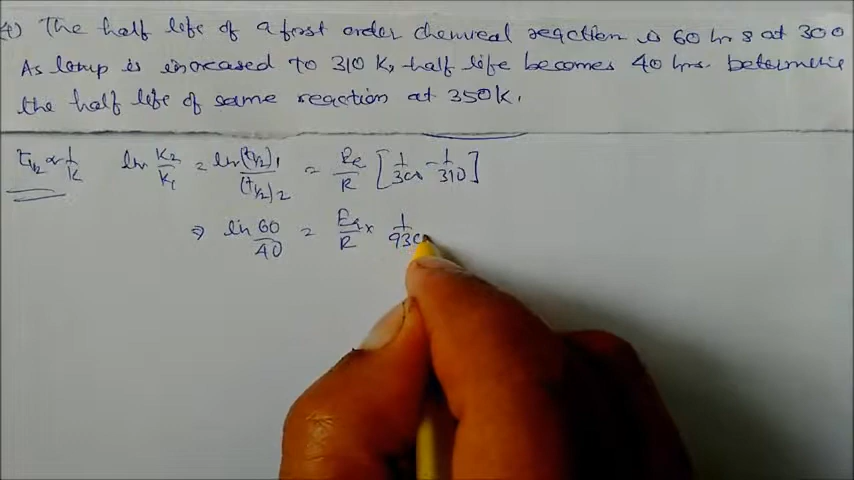 4) The half life of a first order chemical reaction is 60 hrs at 300
As temp is increased to 310 K, half life becomes 40 hrs. Determine
the half life of same reaction at 350K.
t1/2 ∝ 1/K ln K2/K1 = ln (t1/2)1/(t1/2)2 = Ea/R [1/300 - 1/310]
⇒ ln 60/40 = Ea/R × 1/930